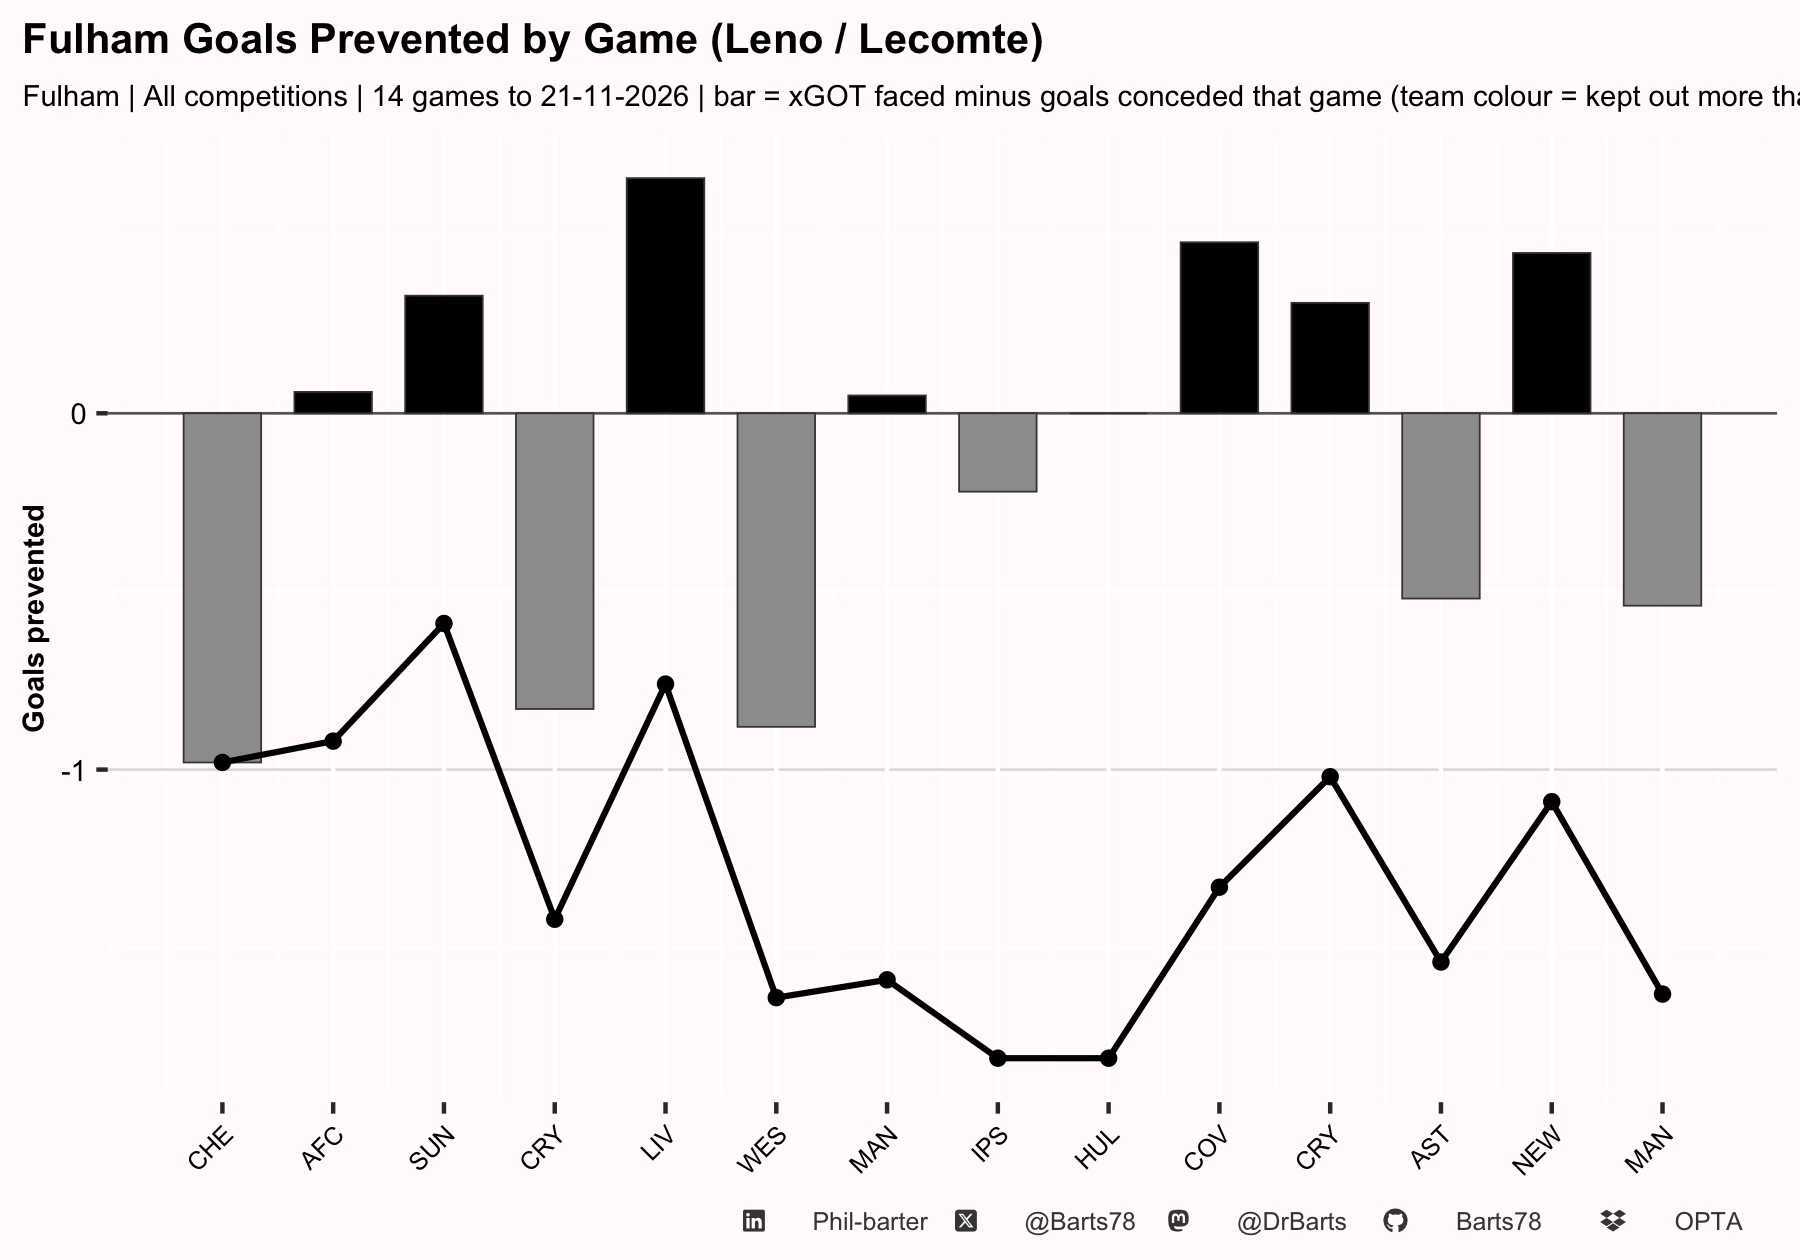 Fulham Goals Prevented by Game (Leno / Lecomte)
Fulham | All competitions | 14 games to 21-11-2026 | bar = xGOT faced minus goals conceded that game (team colour = kept out more tha
Goals prevented
0
-1
CHE AFC SUN CRY LIV WES MAN IPS HUL COV CRY AST NEW MAN
Phil-barter @Barts78 @DrBarts Barts78 OPTA